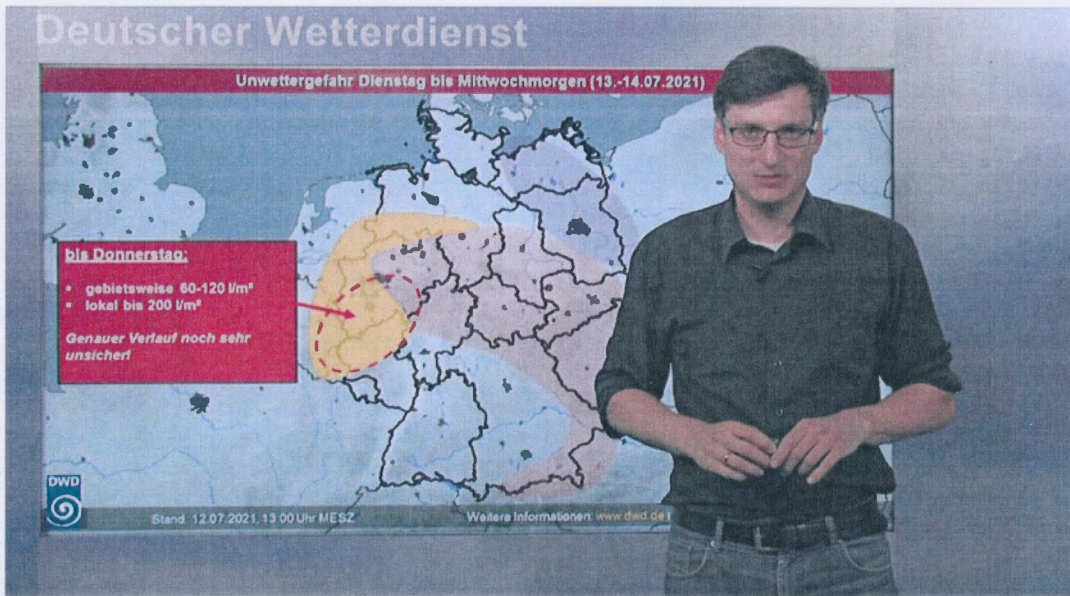 Deutscher Wetterdienst
Unwettergefahr Dienstag bis Mittwochmorgen (13.-14.07.2021)
bis Donnerstag:
• gebietsweise 60-120 l/m²
• lokal bis 200 l/m²
Genauer Verlauf noch sehr
unsicher!
DWD
Stand: 12.07.2021, 13:00 Uhr MESZ
Weitere Informationen: www.dwd.de